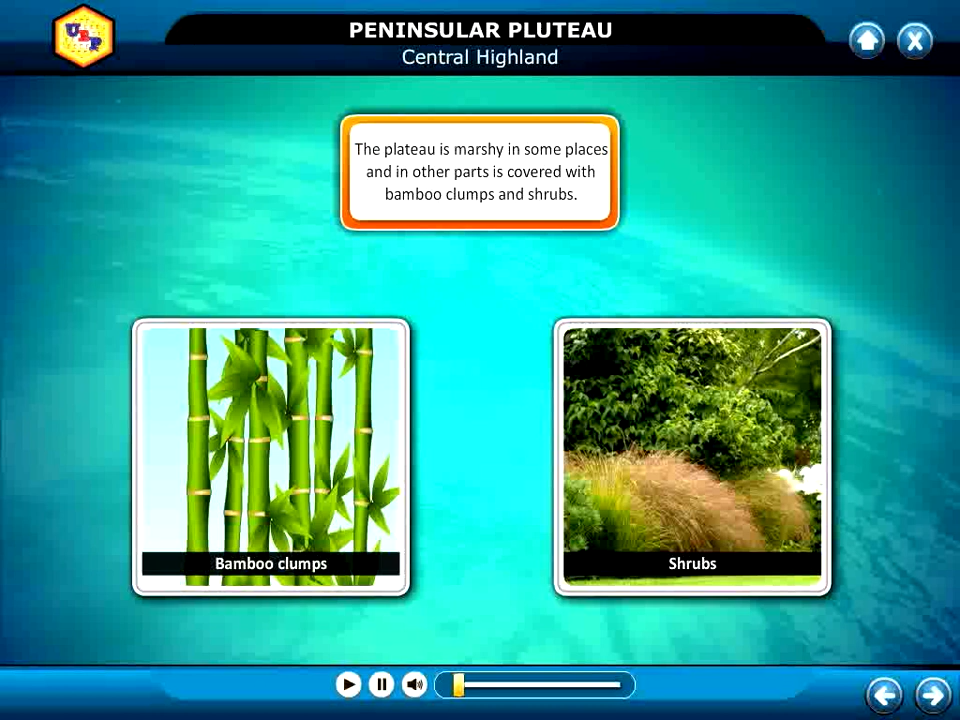 URP
PENINSULAR PLUTEAU
Central Highland
The plateau is marshy in some places
and in other parts is covered with
bamboo clumps and shrubs.
Bamboo clumps
Shrubs